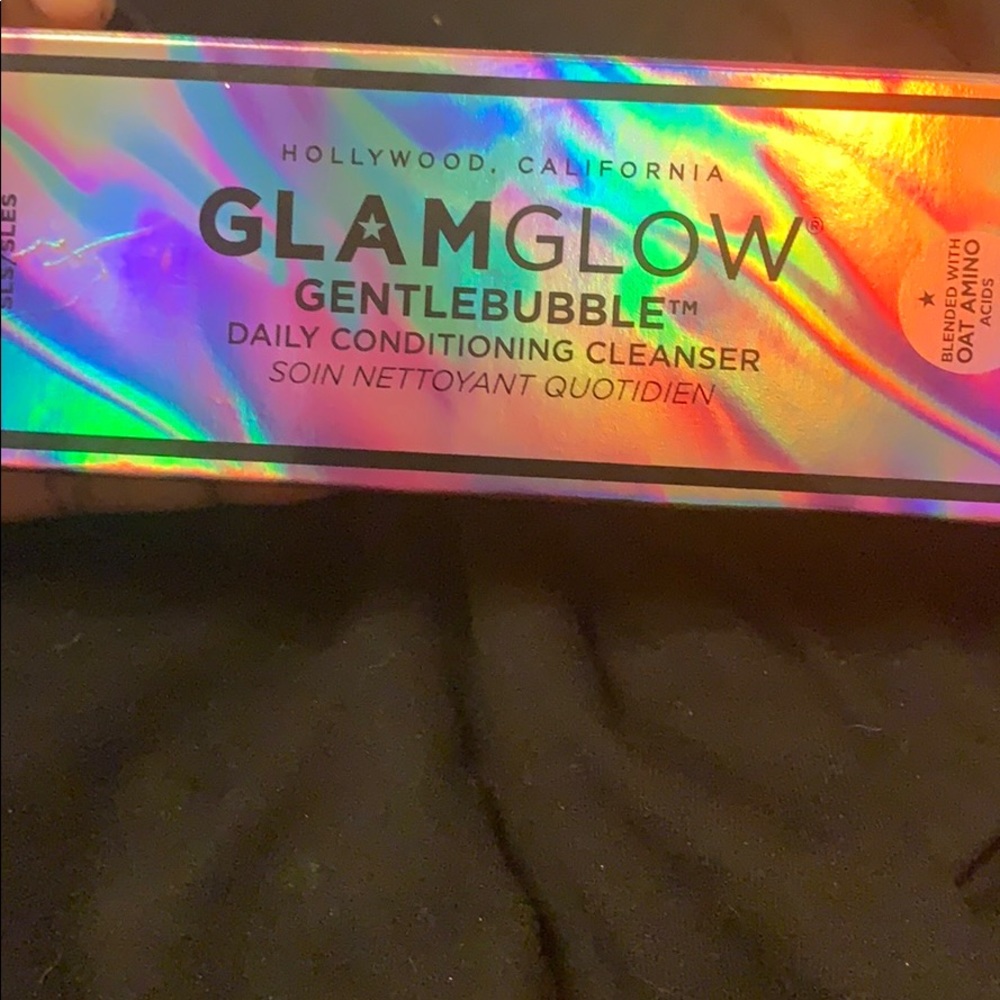 HOLLYWOOD, CALIFORNIA
GLAMGLOW®
GENTLEBUBBLE™
DAILY CONDITIONING CLEANSER
SOIN NETTOYANT QUOTIDIEN
SLS/SLES
BLENDED WITH
OAT AMINO
ACIDS